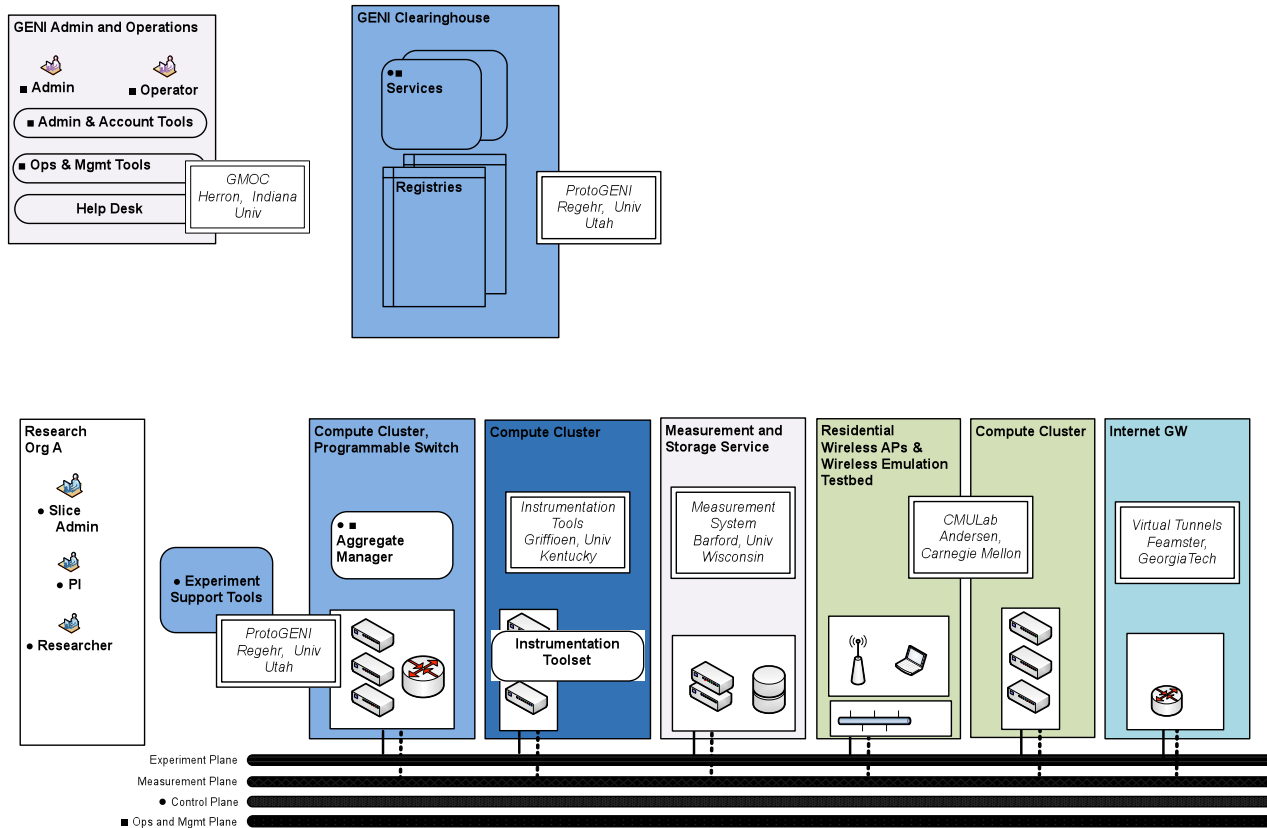 GENI Admin and Operations
■ Admin
■ Operator
■ Admin & Account Tools
■ Ops & Mgmt Tools
Help Desk
GMOC
Herron, Indiana
Univ
GENI Clearinghouse
●■
Services
Registries
ProtoGENI
Regehr, Univ
Utah
Research
Org A
● Slice
Admin
● PI
● Researcher
● Experiment
Support Tools
ProtoGENI
Regehr, Univ
Utah
Compute Cluster,
Programmable Switch
● ■
Aggregate
Manager
Compute Cluster
Instrumentation
Tools
Griffioen, Univ
Kentucky
Instrumentation
Toolset
Measurement and
Storage Service
Measurement
System
Barford, Univ
Wisconsin
Residential
Wireless APs &
Wireless Emulation
Testbed
CMULab
Andersen,
Carnegie Mellon
Compute Cluster
Internet GW
Virtual Tunnels
Feamster,
GeorgiaTech
Experiment Plane
Measurement Plane
● Control Plane
■ Ops and Mgmt Plane